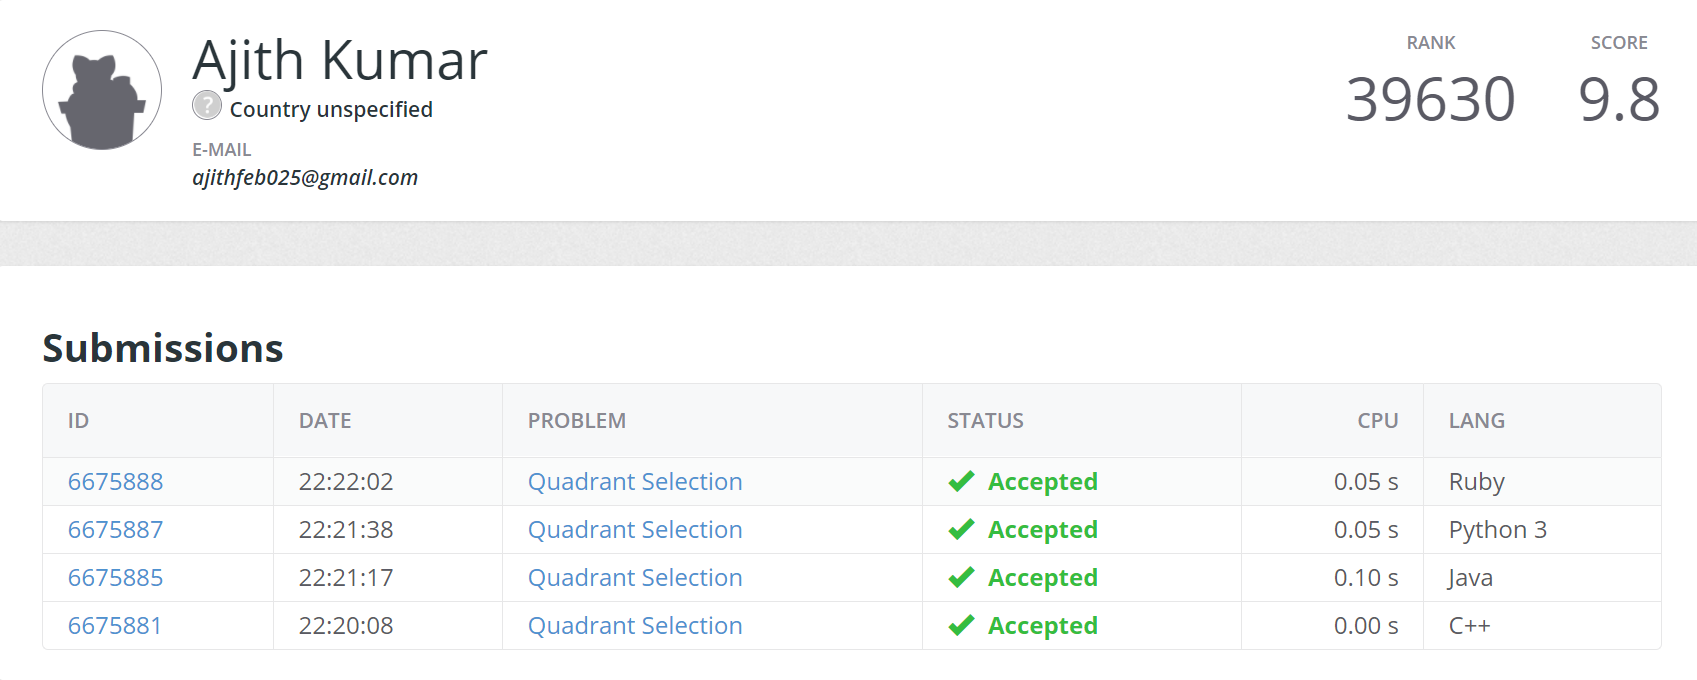 Ajith Kumar
? Country unspecified
E-MAIL
ajithfeb025@gmail.com
RANK
39630
SCORE
9.8
Submissions
ID DATE PROBLEM STATUS CPU LANG
6675888 22:22:02 Quadrant Selection Accepted 0.05 s Ruby
6675887 22:21:38 Quadrant Selection Accepted 0.05 s Python 3
6675885 22:21:17 Quadrant Selection Accepted 0.10 s Java
6675881 22:20:08 Quadrant Selection Accepted 0.00 s C++